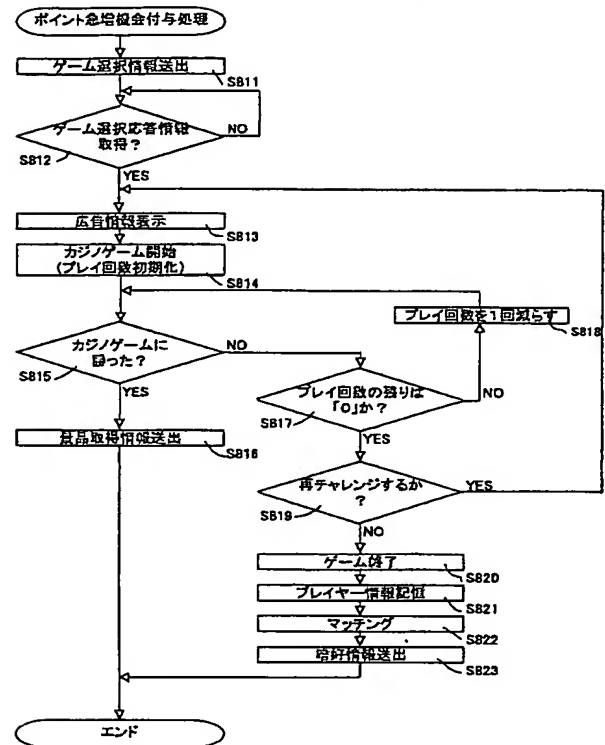 ポイント急増機会付与処理
ゲーム選択情報送出
S811
ゲーム選択応答情報
取得？
NO
S812
YES
広告情報表示
S813
カジノゲーム開始
(プレイ回数初期化)
S814
プレイ回数を1回減らす
S818
カジノゲームに
勝った？
NO
S815
YES
プレイ回数の残りは
「0」か？
NO
S817
YES
景品取得情報送出
S816
再チャレンジするか
？
YES
S819
NO
ゲーム終了
S820
プレイヤー情報記憶
S821
マッチング
S822
嗜好情報送出
S823
エンド